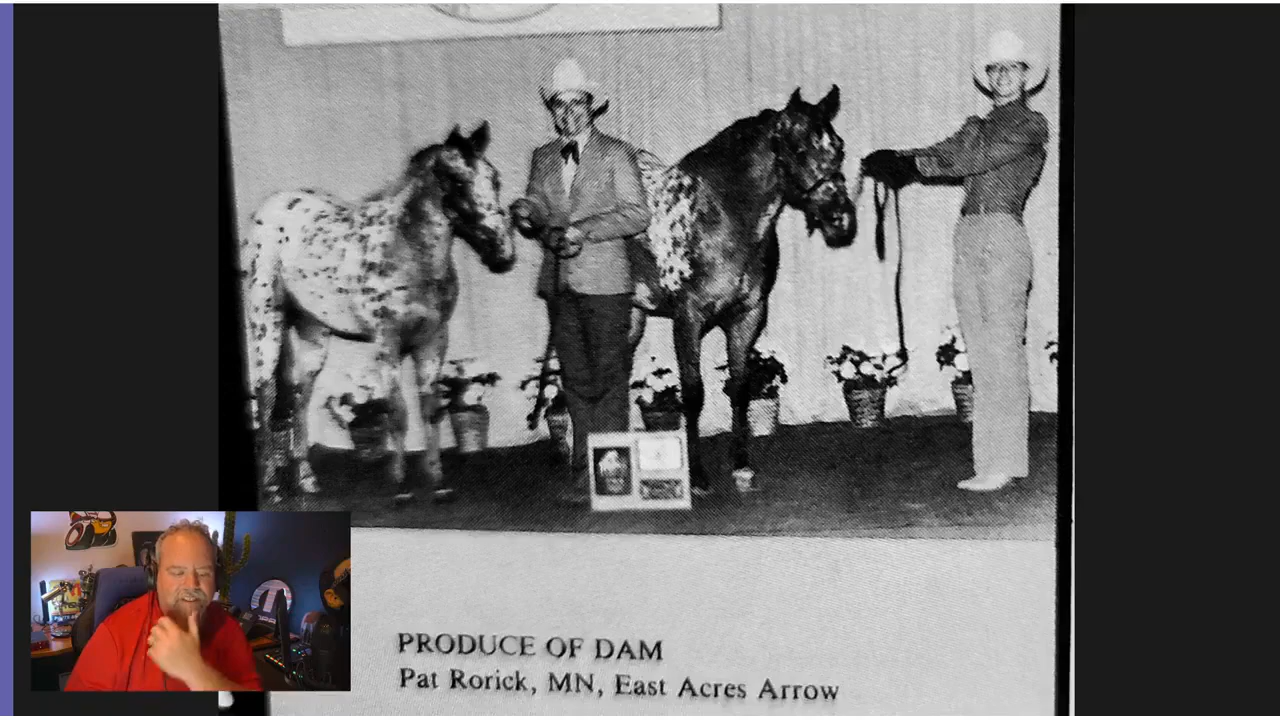 PRODUCE OF DAM
Pat Rorick, MN, East Acres Arrow